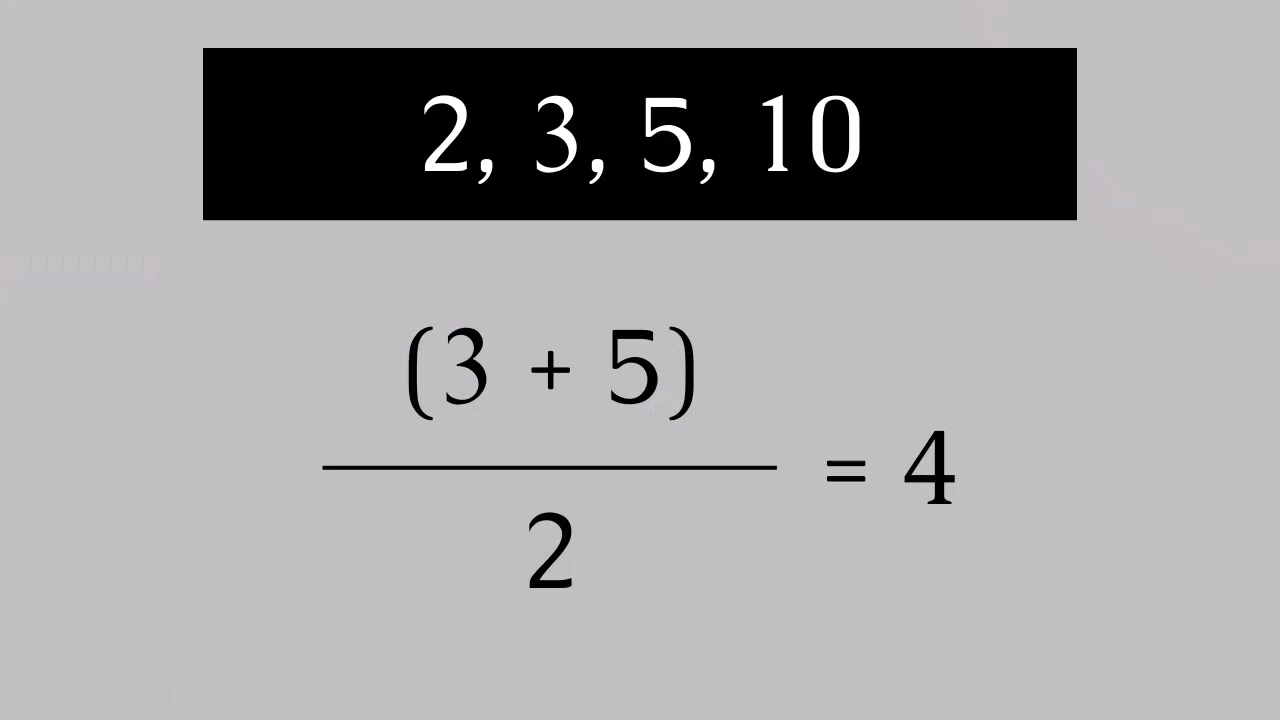 2, 3, 5, 10
(3 + 5)
= 4
2